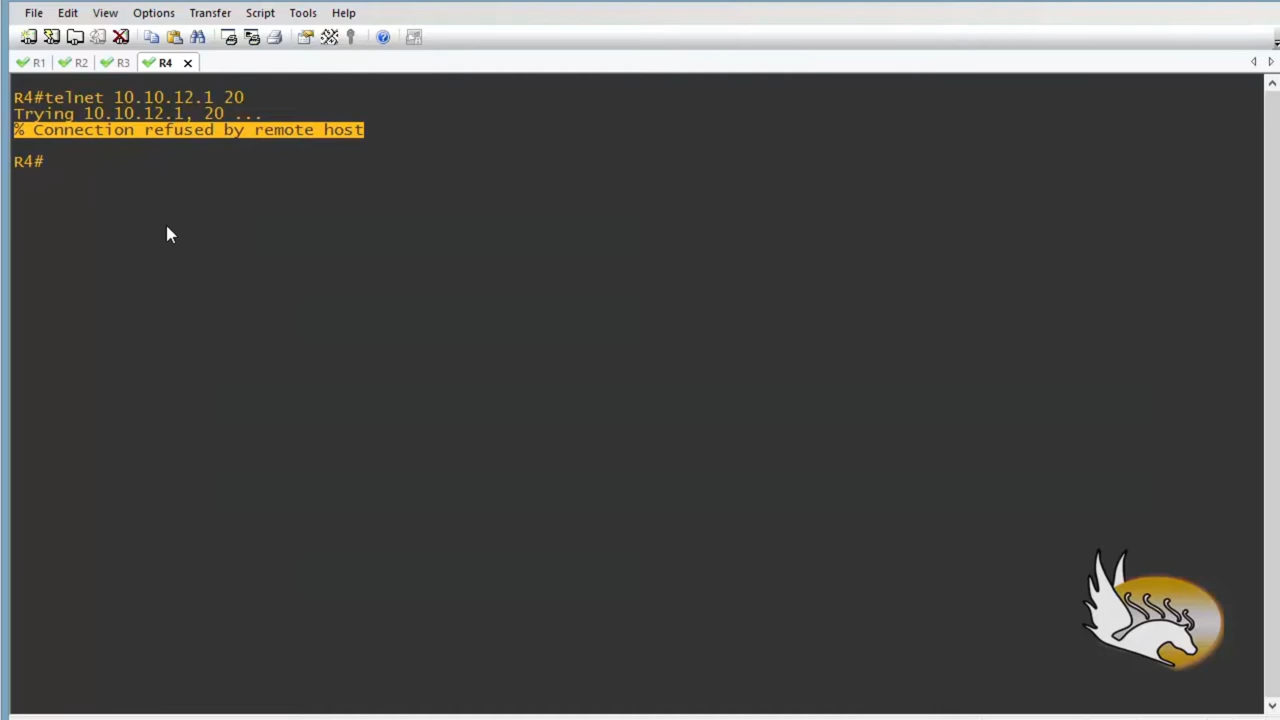 File Edit View Options Transfer Script Tools Help
R1 R2 R3 R4
R4#telnet 10.10.12.1 20
Trying 10.10.12.1, 20 ...
% Connection refused by remote host
R4#